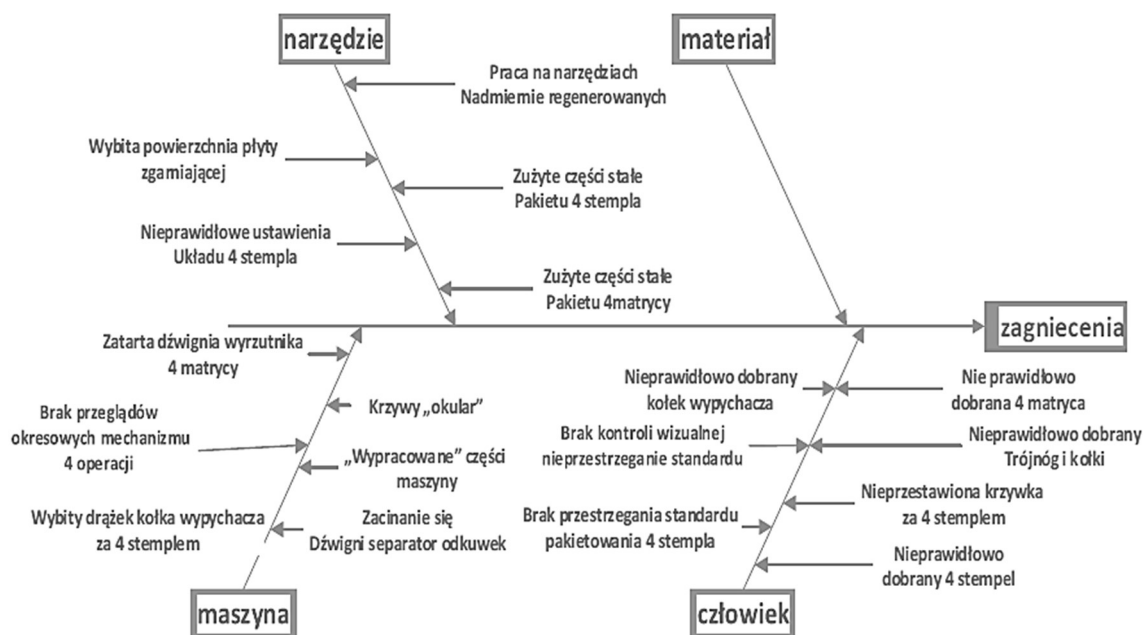 narzędzie
materiał
Praca na narzędziach
Nadmiernie regenerowanych
Wybita powierzchnia płyty
zgarniającej
Zużyte części stałe
Pakietu 4 stempla
Nieprawidłowe ustawienia
Układu 4 stempla
Zużyte części stałe
Pakietu 4matrycy
zagniecenia
Zatarta dźwignia wyrzutnika
4 matrycy
Krzywy „okular”
Brak przeglądów
okresowych mechanizmu
4 operacji
„Wypracowane” części
maszyny
Wybity drążek kołka wypychacza
za 4 stemplem
Zacinanie się
Dźwigni separator odkuwek
Nieprawidłowo dobrany
kołek wypychacza
Nie prawidłowo
dobrana 4 matryca
Brak kontroli wizualnej
nieprzestrzeganie standardu
Nieprawidłowo dobrany
Trójnóg i kołki
Nieprzestawiona krzywka
za 4 stemplem
Brak przestrzegania standardu
pakietowania 4 stempla
Nieprawidłowo
dobrany 4 stempel
maszyna
człowiek